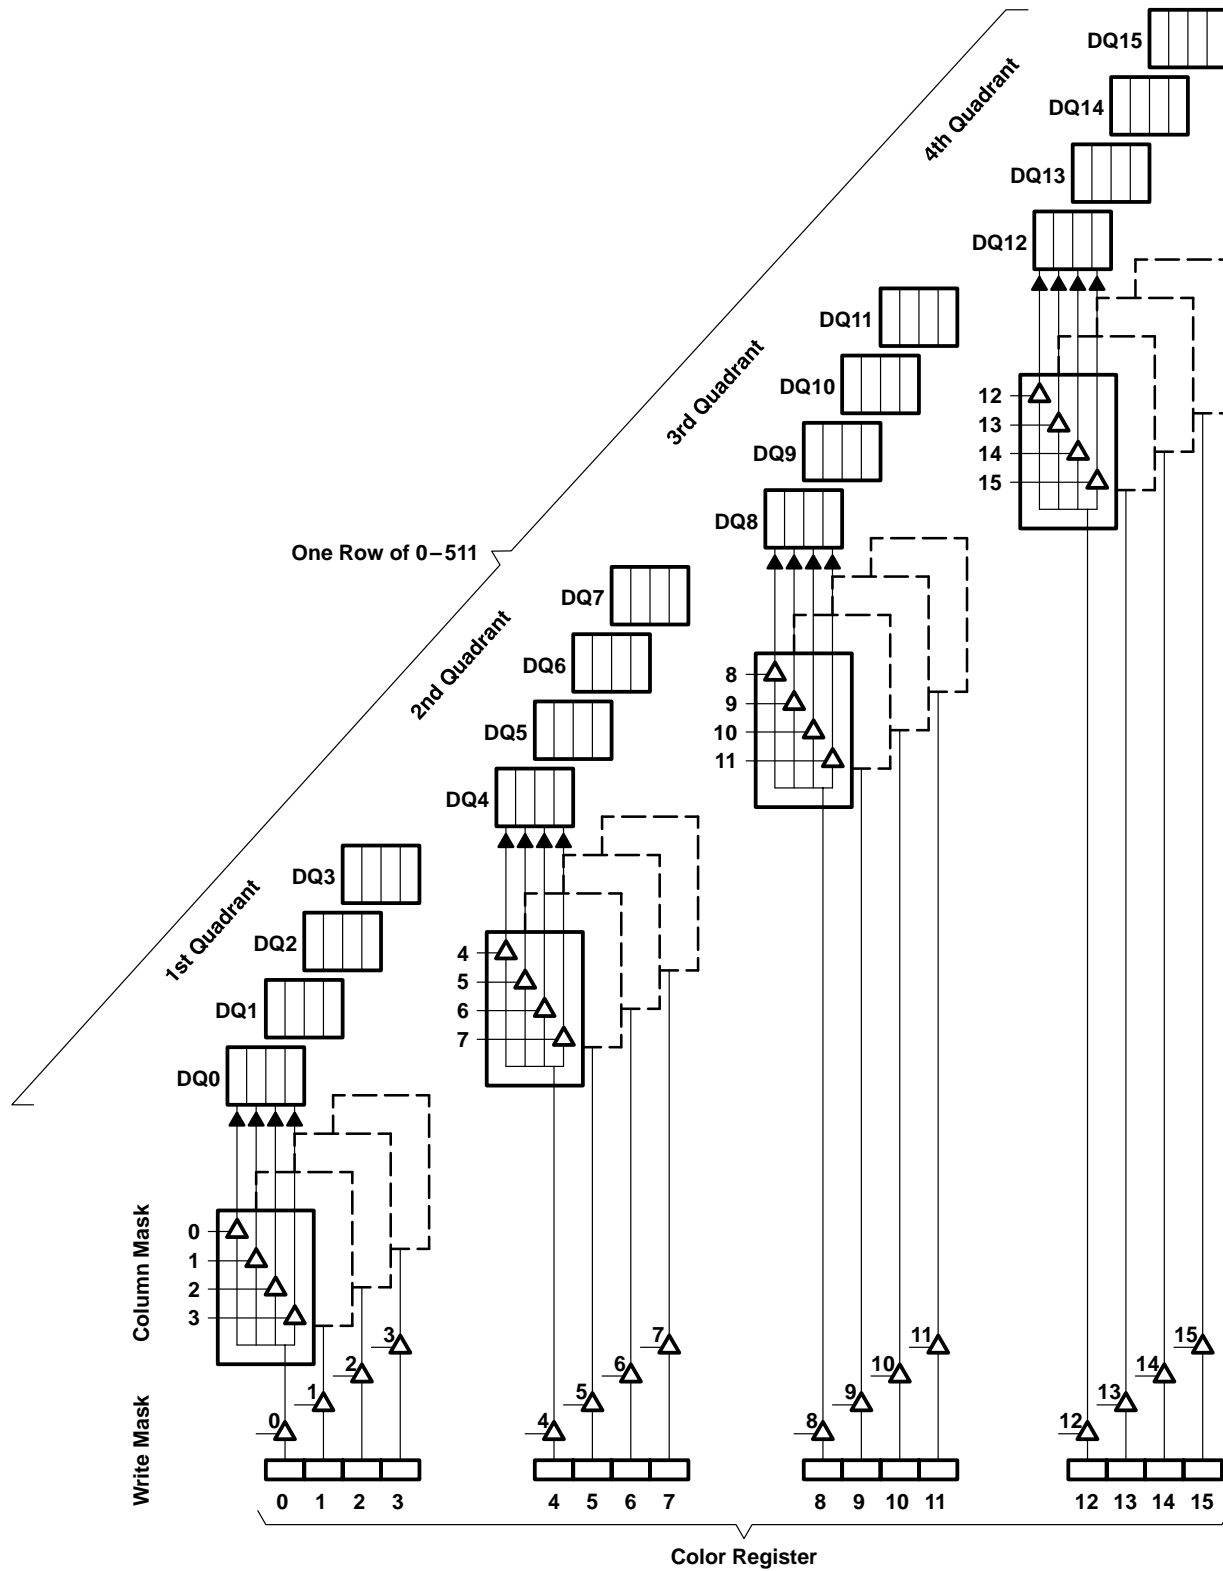 DQ15
DQ14
4th Quadrant
DQ13
DQ12
DQ11
3rd Quadrant
DQ10
12
13
DQ9
14
15
DQ8
One Row of 0–511
DQ7
2nd Quadrant
DQ6
8
9
DQ5
10
11
DQ4
DQ3
1st Quadrant
DQ2
4
5
DQ1
6
7
DQ0
Column Mask
0
1
2
3
Write Mask
3 7 11 15
2 6 10 14
1 5 9 13
0 4 8 12
0 1 2 3 4 5 6 7 8 9 10 11 12 13 14 15
Color Register